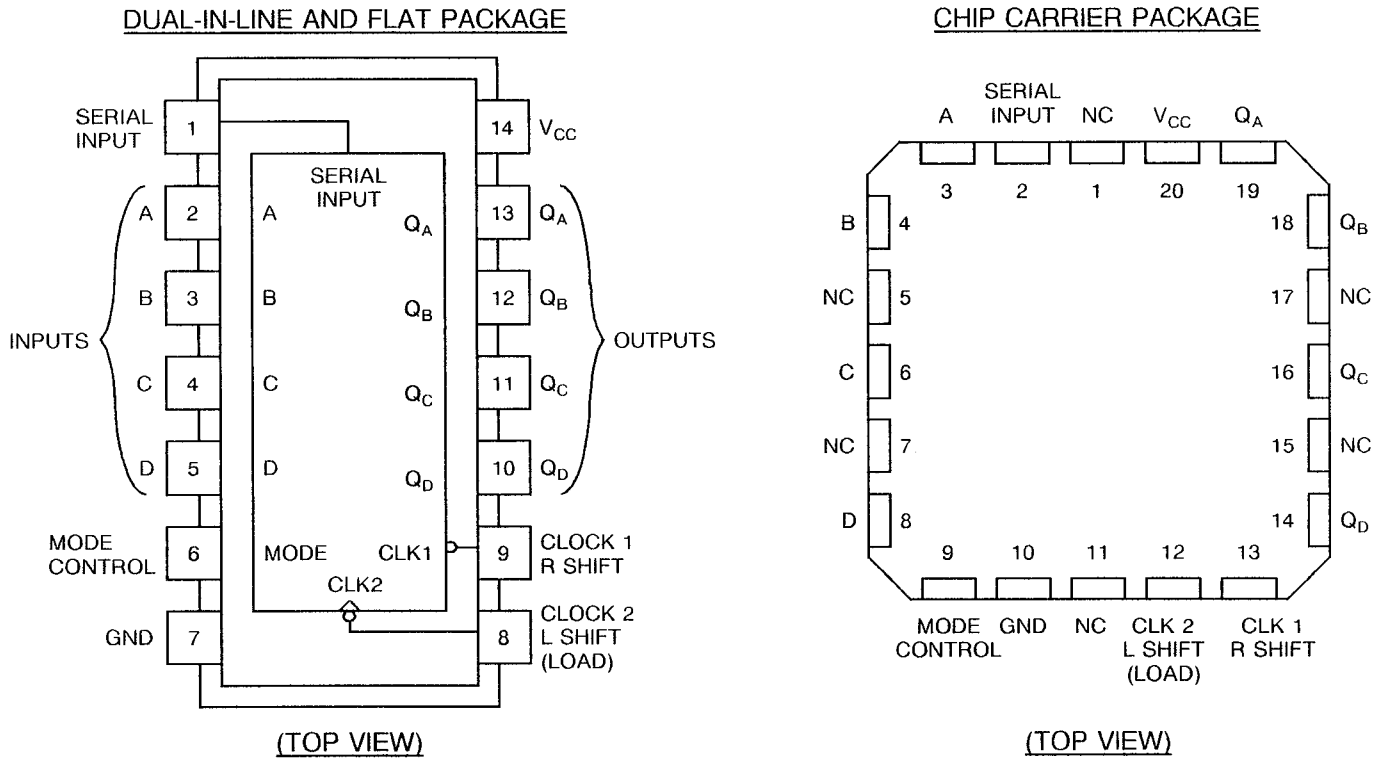 DUAL-IN-LINE AND FLAT PACKAGE
SERIAL
INPUT
1
14
VCC
SERIAL
INPUT
A
2
A
QA
13
QA
B
3
B
QB
12
QB
INPUTS
OUTPUTS
C
4
C
QC
11
QC
D
5
D
QD
10
QD
MODE
CONTROL
6
MODE
CLK1
9
CLOCK 1
R SHIFT
CLK2
GND
7
8
CLOCK 2
L SHIFT
(LOAD)
(TOP VIEW)
CHIP CARRIER PACKAGE
A
SERIAL
INPUT
NC
VCC
QA
3
2
1
20
19
B
4
18
QB
NC
5
17
NC
C
6
16
QC
NC
7
15
NC
D
8
14
QD
9
10
11
12
13
MODE
CONTROL
GND
NC
CLK 2
L SHIFT
(LOAD)
CLK 1
R SHIFT
(TOP VIEW)